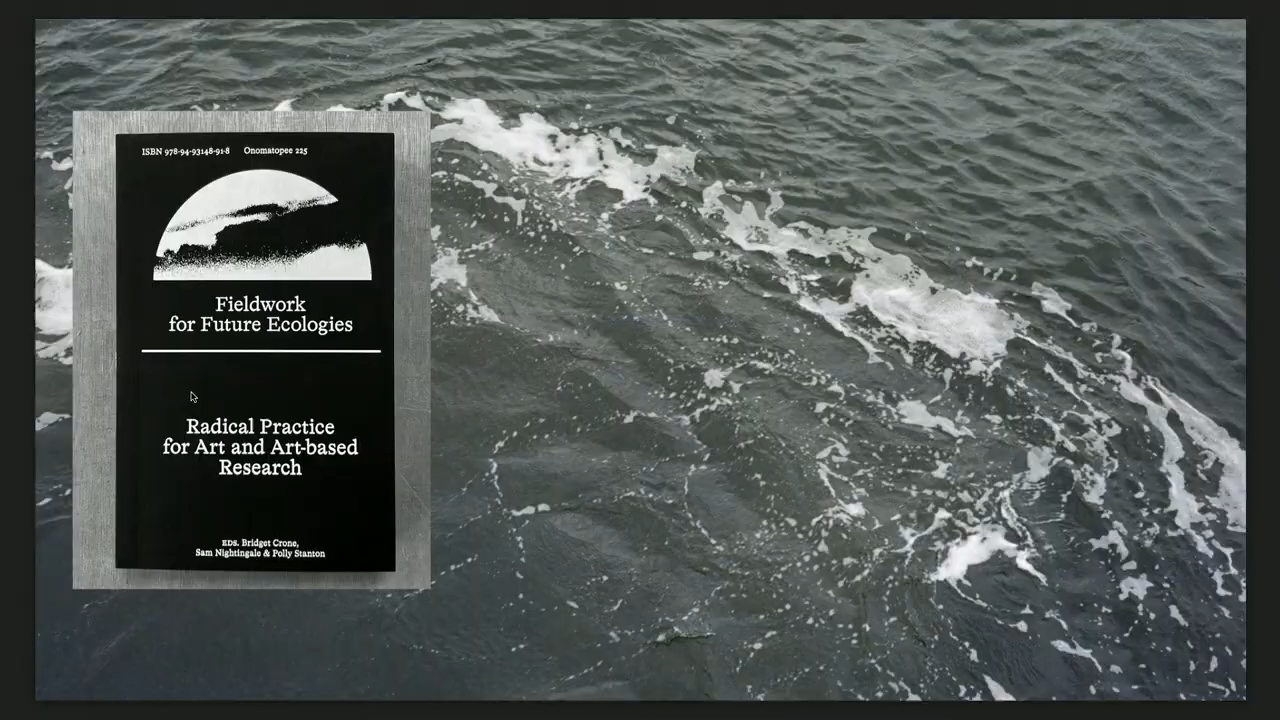 ISBN 978-94-93148-91-8 Onomatopee 225
Fieldwork
for Future Ecologies
Radical Practice
for Art and Art-based
Research
EDS. Bridget Crone,
Sam Nightingale & Polly Stanton